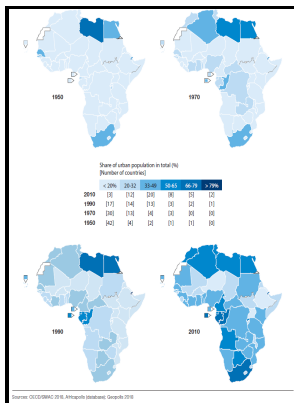 1950
1970
Share of urban population in total (%)
[Number of countries]
< 20% 20-32 33-49 50-65 66-79 > 79%
2010 [3] [12] [20] [8] [5] [2]
1990 [17] [14] [13] [3] [2] [1]
1970 [30] [13] [4] [3] [0] [0]
1950 [42] [4] [2] [1] [1] [0]
1990
2010
Sources: OECD/SWAC 2018, Africapolis (database), Geopolis 2018